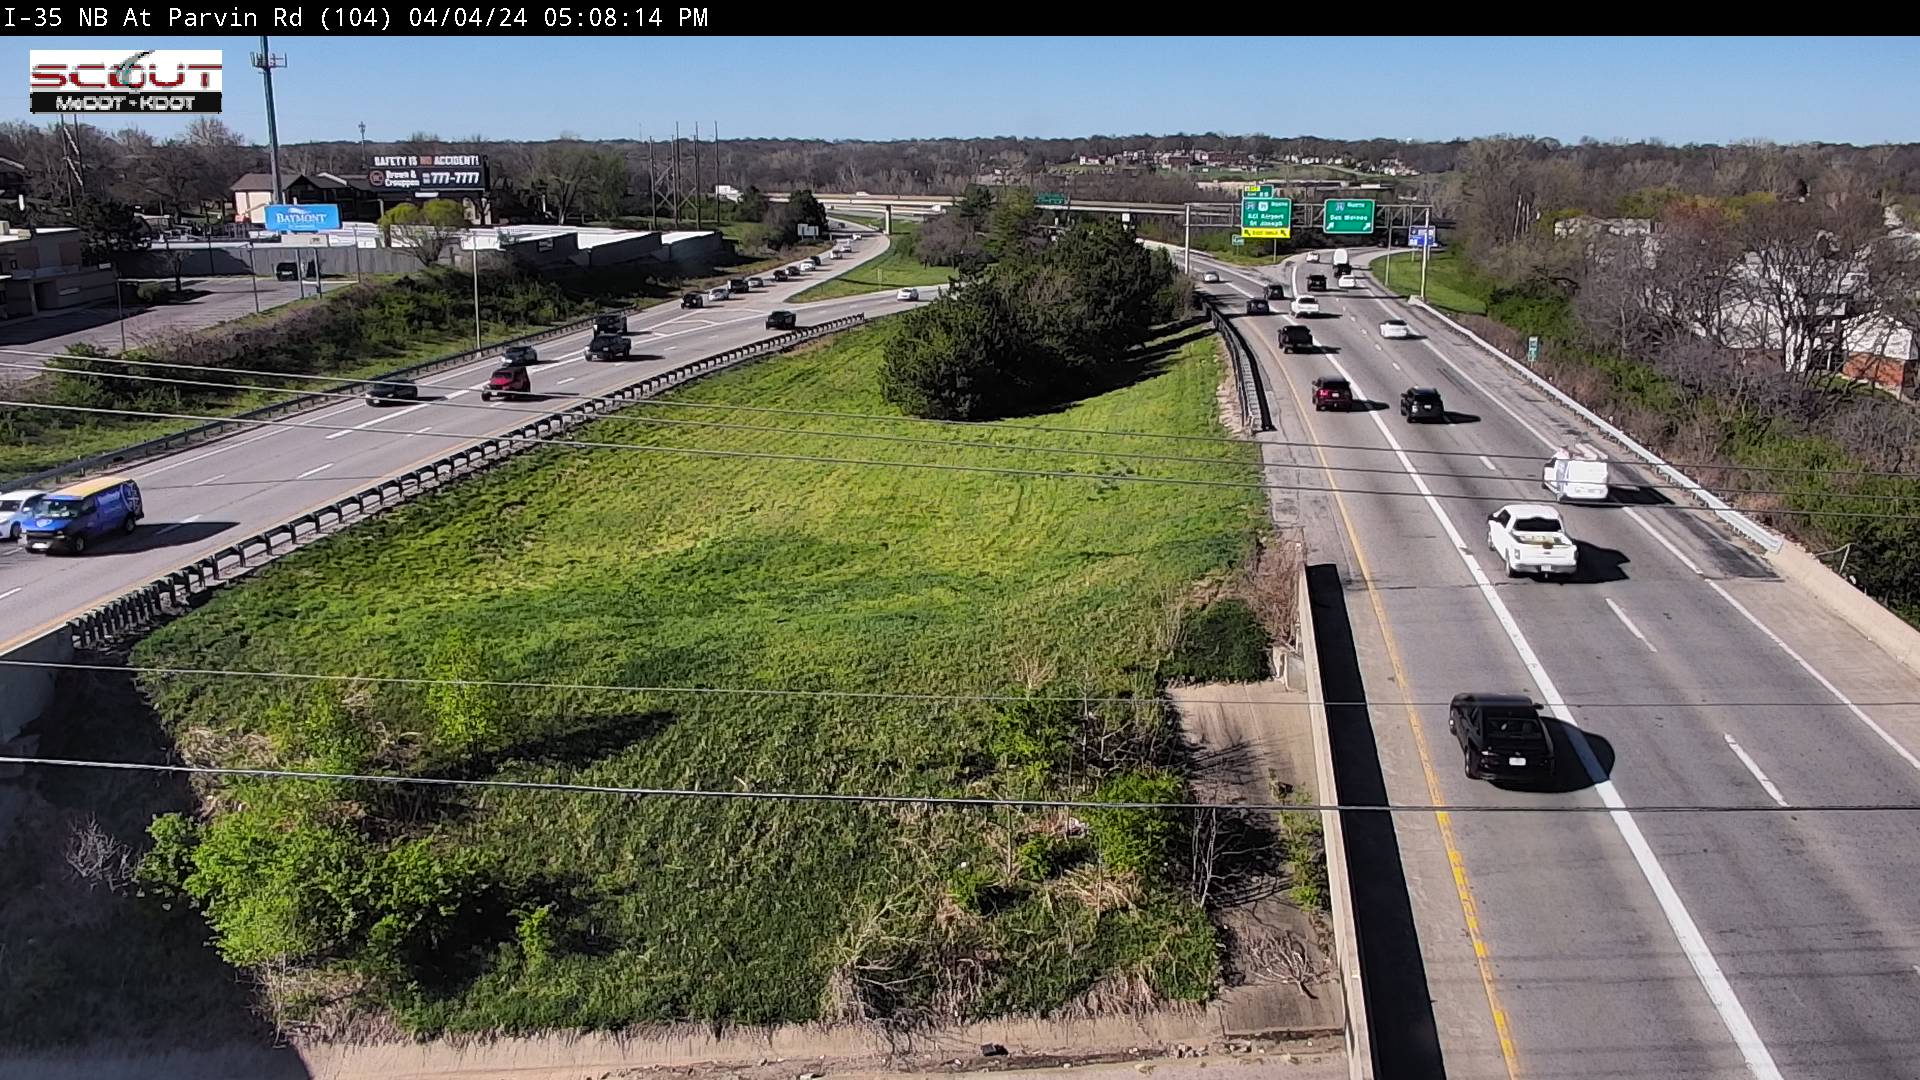 I-35 NB At Parvin Rd (104) 04/04/24 05:08:14 PM
SCOUT
MoDOT - KDOT
SAFETY IS NO ACCIDENT!
Brown & Crouppen
777-7777
BAYMONT
KCI Airport
St Joseph
Des Moines